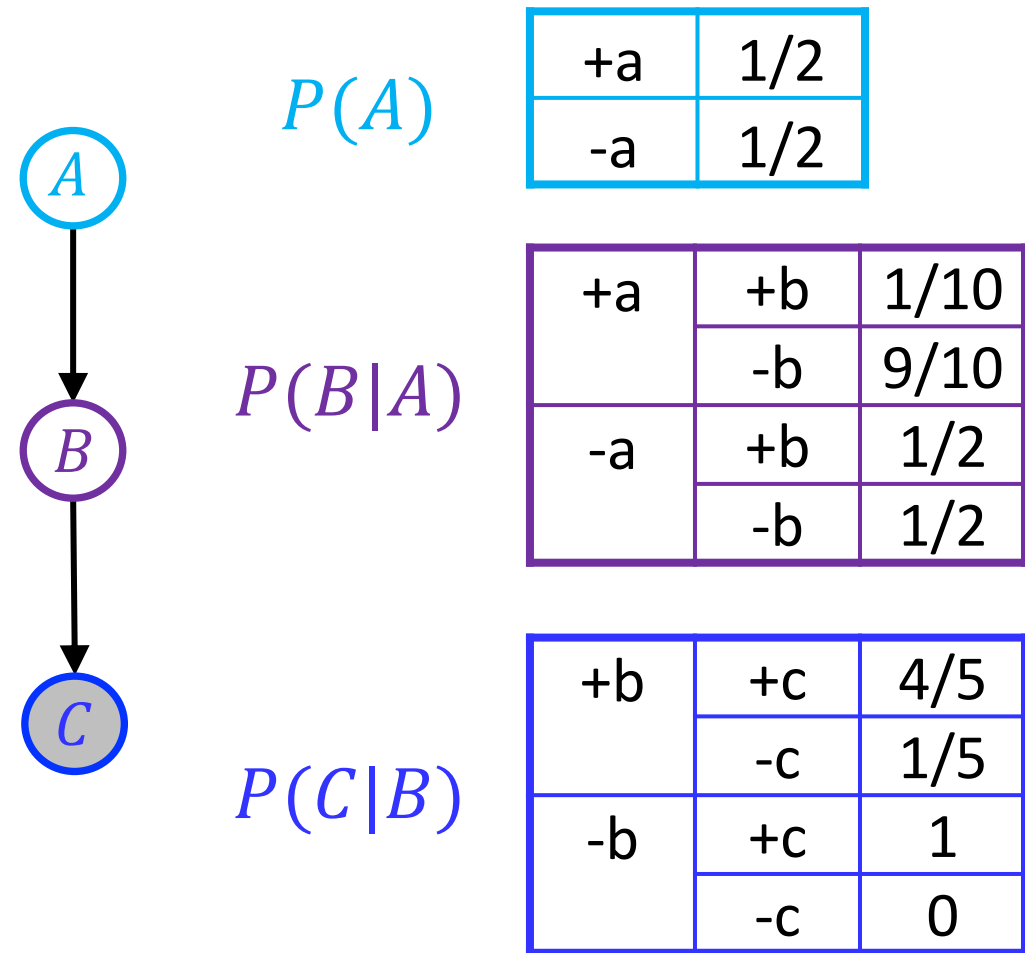 P(A)
+a 1/2
-a 1/2
A
P(B|A)
+a +b 1/10
-b 9/10
-a +b 1/2
-b 1/2
B
P(C|B)
+b +c 4/5
-c 1/5
-b +c 1
-c 0
C